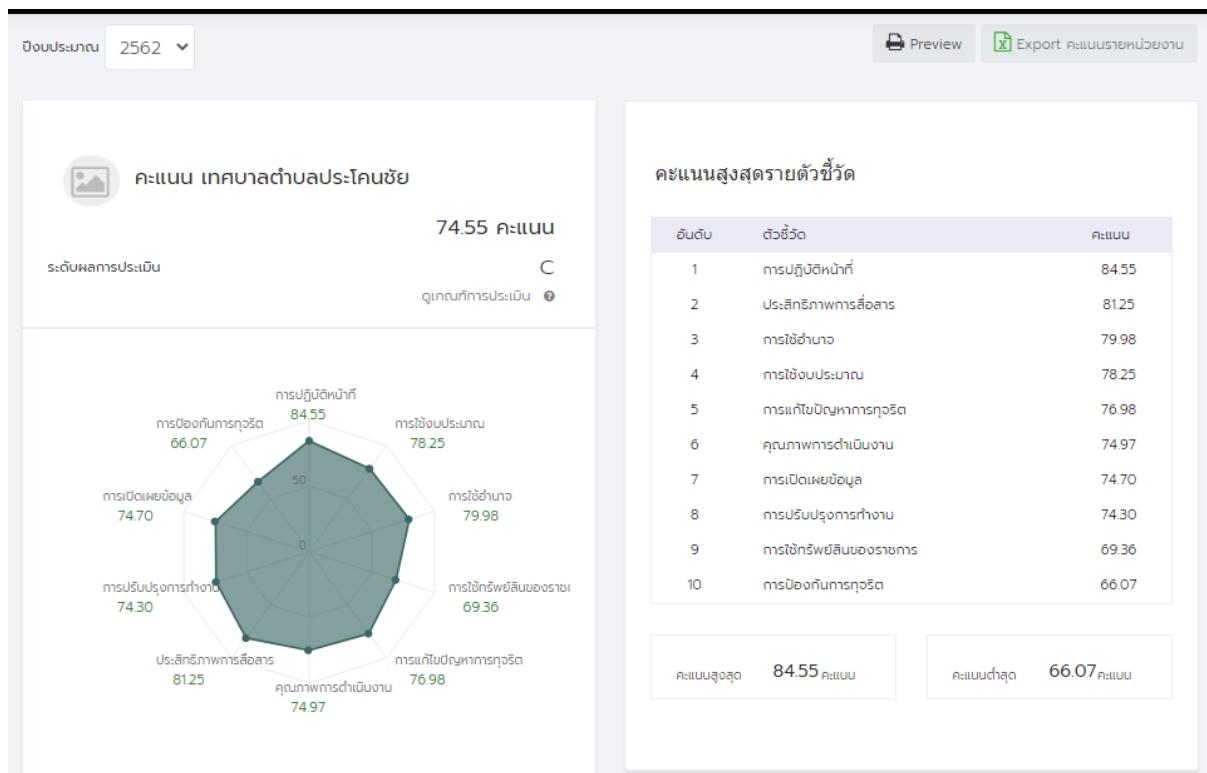 ปีงบประมาณ 2562 Preview Export คะแนนรายหน่วยงาน
คะแนน เทศบาลตำบลประโคนชัย
74.55 คะแนน
ระดับผลการประเมิน C
ดูเกณฑ์การประเมิน ?
การปฏิบัติหน้าที่
84.55
การป้องกันการทุจริต
66.07
การใช้งบประมาณ
78.25
50
การเปิดเผยข้อมูล
74.70
การใช้อำนาจ
79.98
0
การปรับปรุงการทำงาน
74.30
การใช้ทรัพย์สินของราช
69.36
ประสิทธิภาพการสื่อสาร
81.25
การแก้ไขปัญหาการทุจริต
76.98
คุณภาพการดำเนินงาน
74.97
คะแนนสูงสุดรายตัวชี้วัด
อันดับ ตัวชี้วัด คะแนน
1 การปฏิบัติหน้าที่ 84.55
2 ประสิทธิภาพการสื่อสาร 81.25
3 การใช้อำนาจ 79.98
4 การใช้งบประมาณ 78.25
5 การแก้ไขปัญหาการทุจริต 76.98
6 คุณภาพการดำเนินงาน 74.97
7 การเปิดเผยข้อมูล 74.70
8 การปรับปรุงการทำงาน 74.30
9 การใช้ทรัพย์สินของราชการ 69.36
10 การป้องกันการทุจริต 66.07
คะแนนสูงสุด 84.55 คะแนน
คะแนนต่ำสุด 66.07 คะแนน